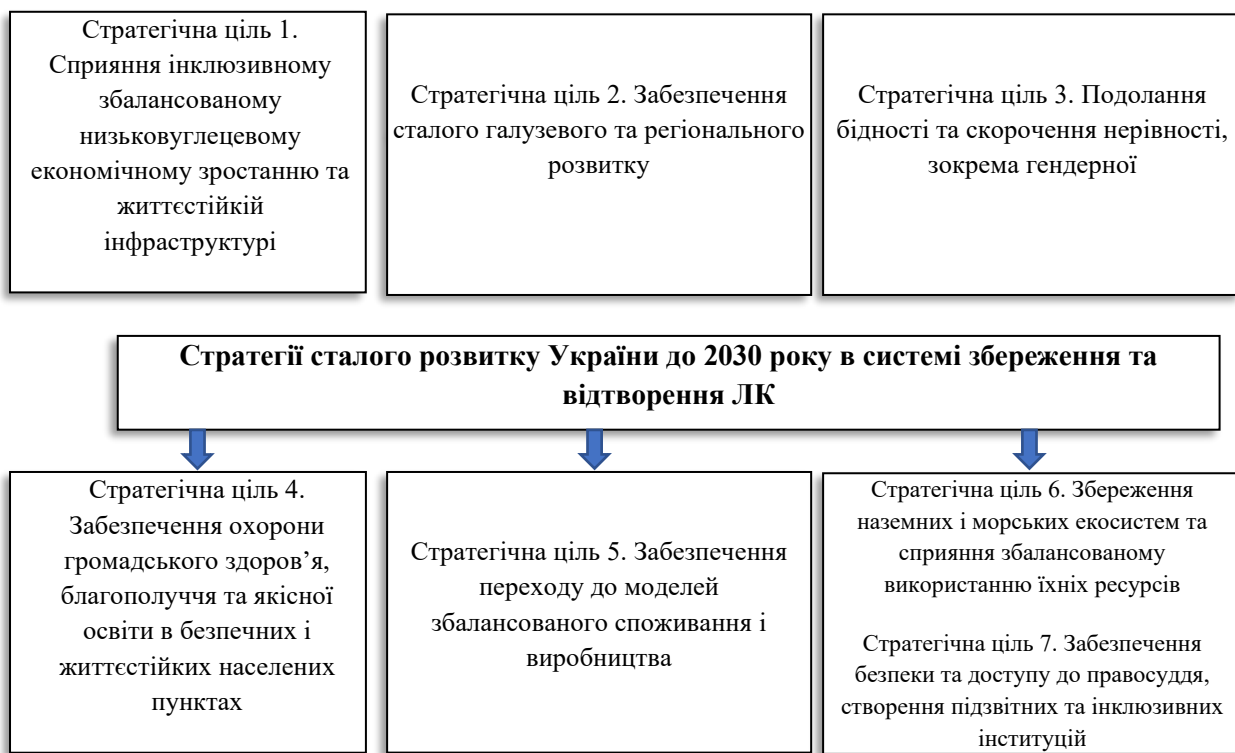 Стратегічна ціль 1.
Сприяння інклюзивному
збалансованому
низьковуглецевому
економічному зростанню та
життєстійкій
інфраструктурі
Стратегічна ціль 2. Забезпечення
сталого галузевого та регіонального
розвитку
Стратегічна ціль 3. Подолання
бідності та скорочення нерівності,
зокрема гендерної
Стратегії сталого розвитку України до 2030 року в системі збереження та
відтворення ЛК
Стратегічна ціль 4.
Забезпечення охорони
громадського здоров’я,
благополуччя та якісної
освіти в безпечних і
життєстійких населених
пунктах
Стратегічна ціль 5. Забезпечення
переходу до моделей
збалансованого споживання і
виробництва
Стратегічна ціль 6. Збереження
наземних і морських екосистем та
сприяння збалансованому
використанню їхніх ресурсів
Стратегічна ціль 7. Забезпечення
безпеки та доступу до правосуддя,
створення підзвітних та інклюзивних
інституцій